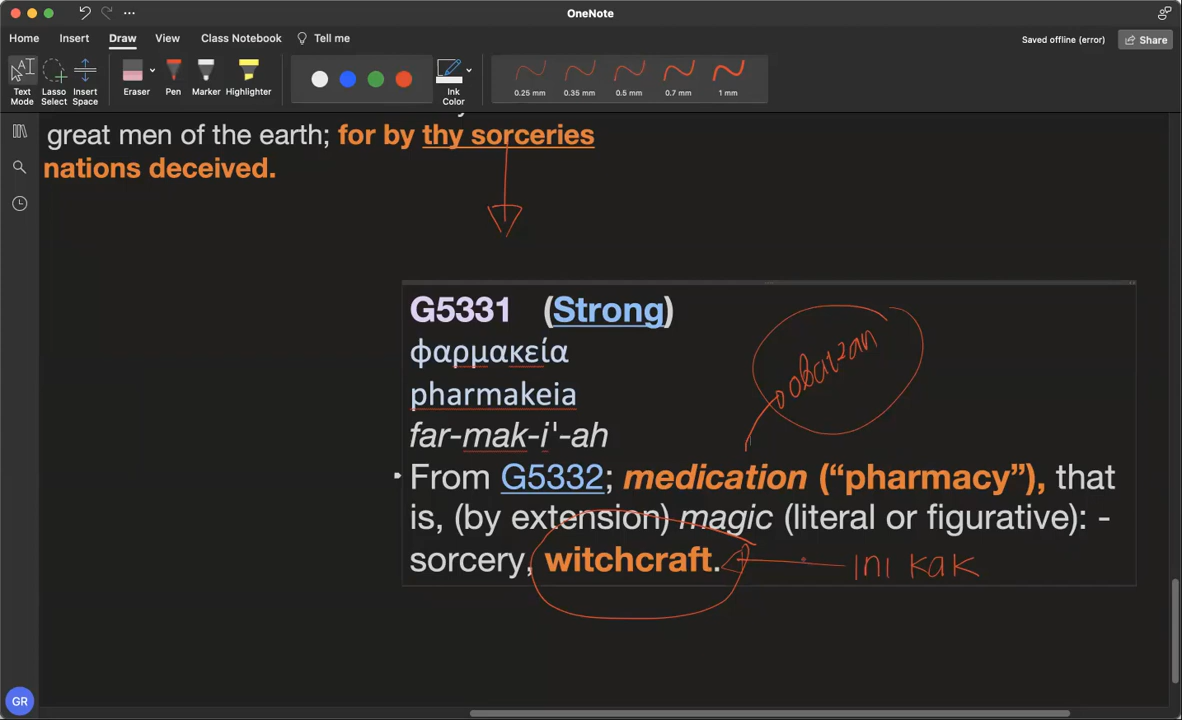 OneNote
Home Insert Draw View Class Notebook Tell me
Saved offline (error) Share
Text Mode
Lasso Select
Insert Space
Eraser Pen Marker Highlighter
Ink Color
0.25 mm 0.35 mm 0.5 mm 0.7 mm 1 mm
great men of the earth; for by thy sorceries
nations deceived.
G5331 (Strong)
φαρμακεία
obatan
pharmakeia
far-mak-i'-ah
From G5332; medication (“pharmacy”), that
is, (by extension) magic (literal or figurative): -
sorcery, witchcraft.
ini kak
GR